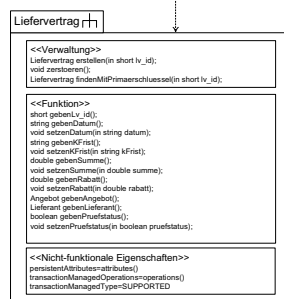 Liefervertrag
<<Verwaltung>>
Liefervertrag erstellen(in short lv_id);
void zerstoeren();
Liefervertrag findenMitPrimaerschluessel(in short lv_id);
<<Funktion>>
short gebenLv_id();
string gebenDatum();
void setzenDatum(in string datum);
string gebenKFrist();
void setzenKFrist(in string kFrist);
double gebenSumme();
void setzenSumme(in double summe);
double gebenRabatt();
void setzenRabatt(in double rabatt);
Angebot gebenAngebot();
Lieferant gebenLieferant();
boolean gebenPruefstatus();
void setzenPruefstatus(in boolean pruefstatus);
<<Nicht-funktionale Eigenschaften>>
persistentAttributes=attributes()
transactionManagedOperations=operations()
transactionManagedType=SUPPORTED